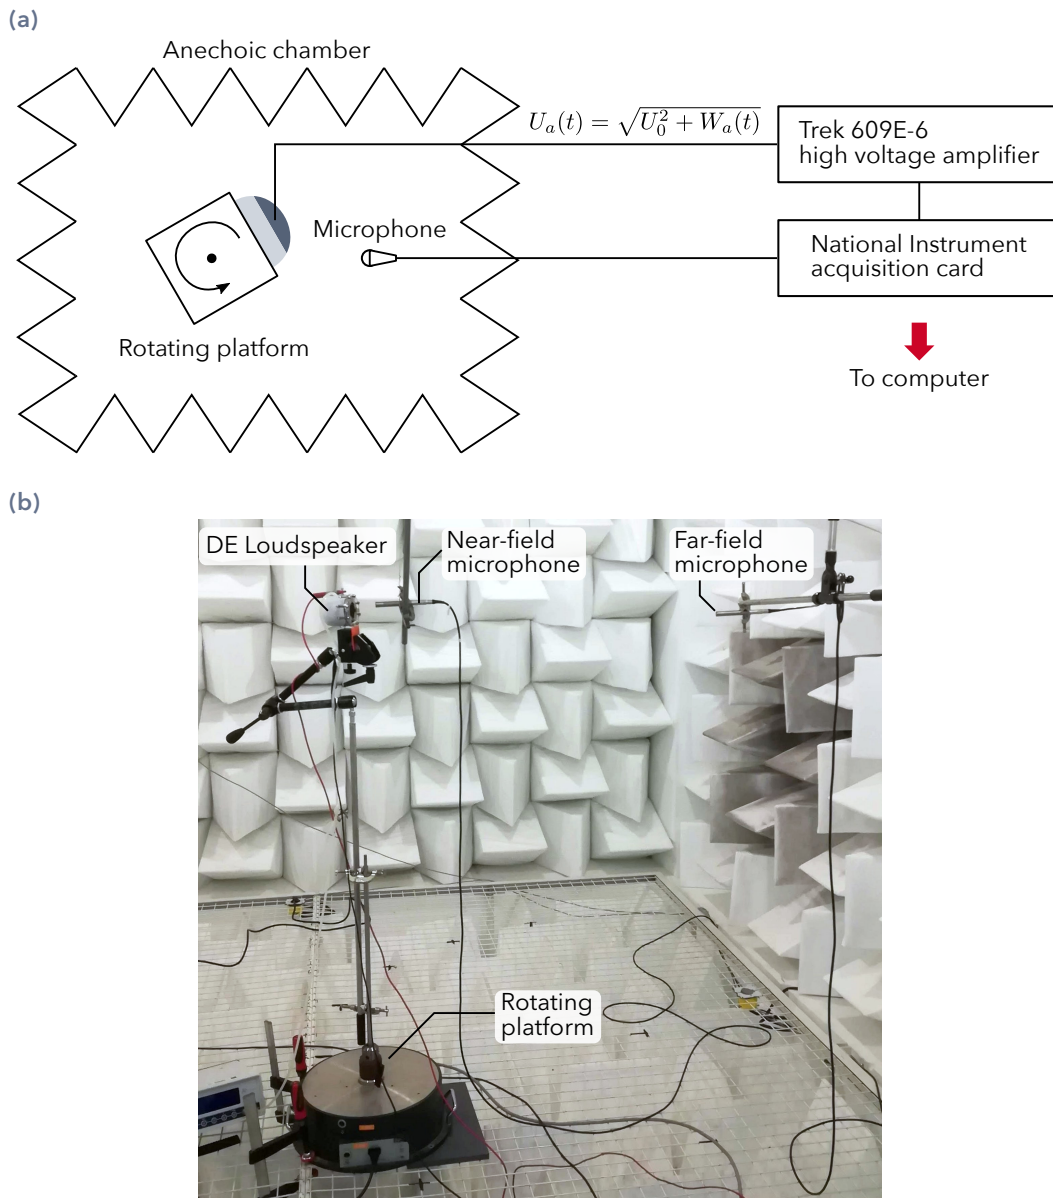 (a)
Anechoic chamber
U_a(t) = √(U_0^2 + W_a(t))
Trek 609E-6
high voltage amplifier
Microphone
National Instrument
acquisition card
Rotating platform
To computer
(b)
DE Loudspeaker
Near-field
microphone
Far-field
microphone
Rotating
platform